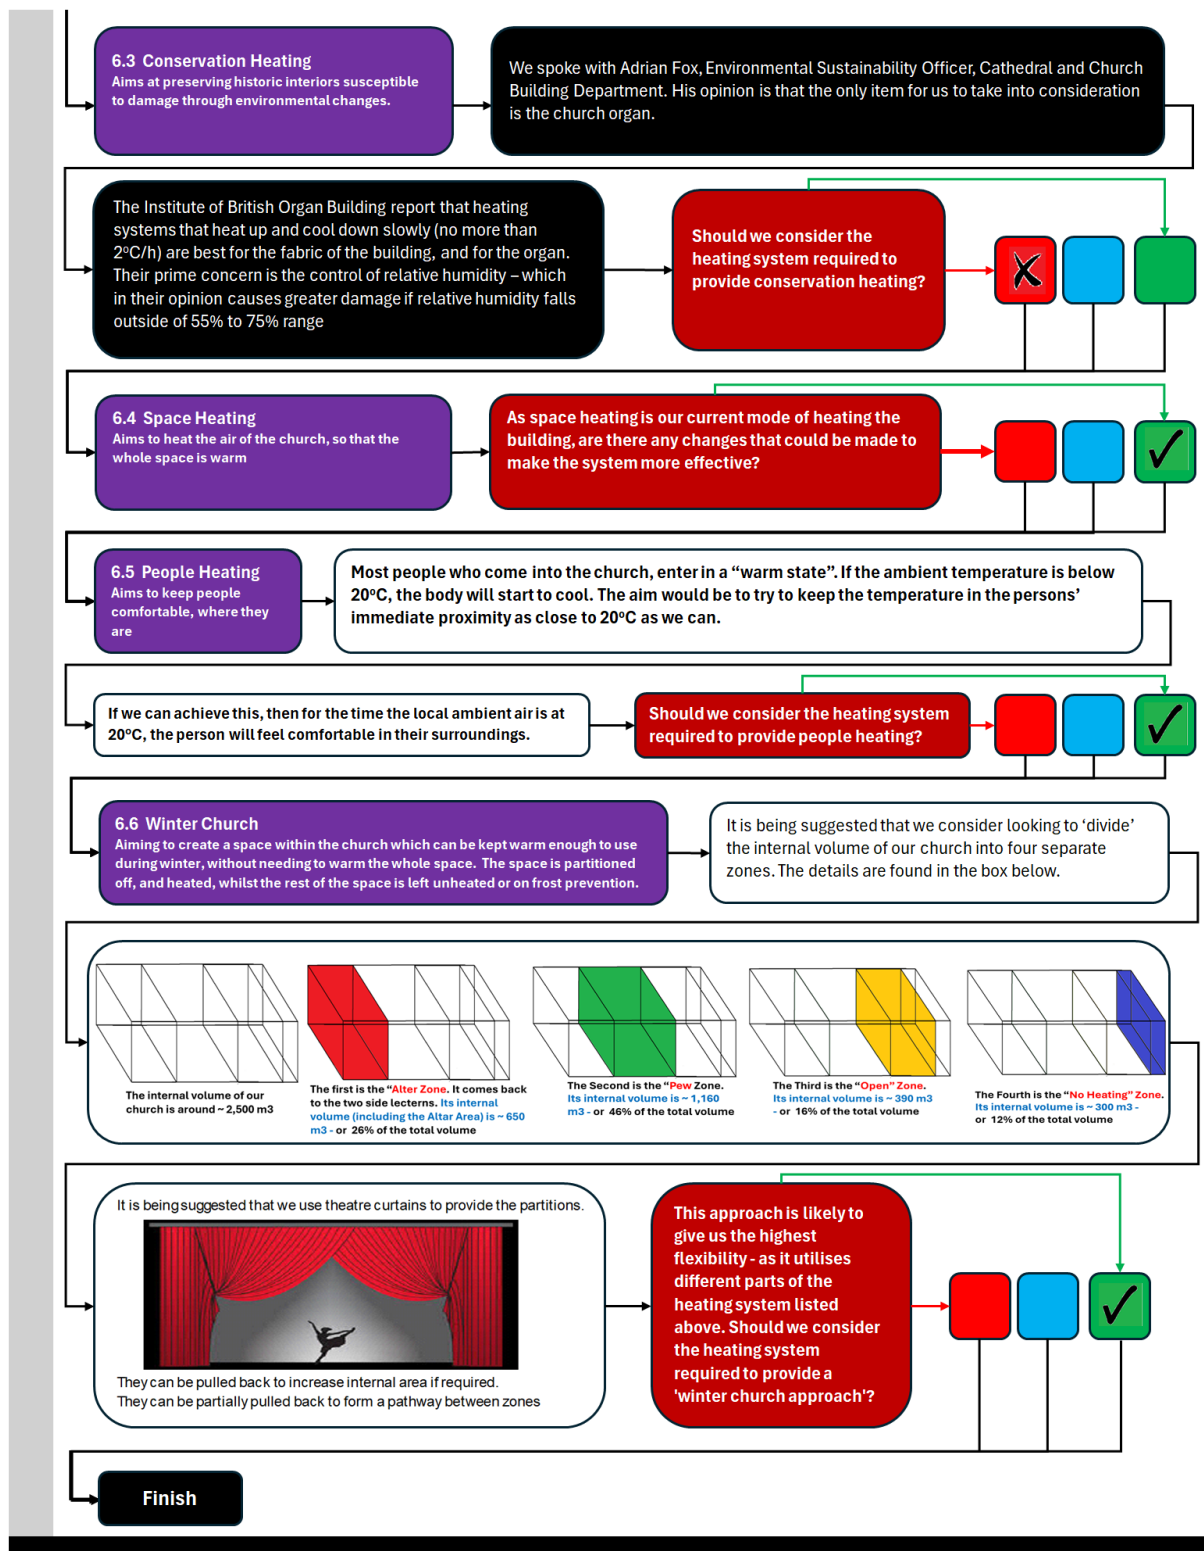 6.3 Conservation Heating
Aims at preserving historic interiors susceptible
to damage through environmental changes.
We spoke with Adrian Fox, Environmental Sustainability Officer, Cathedral and Church
Building Department. His opinion is that the only item for us to take into consideration
is the church organ.
The Institute of British Organ Building report that heating
systems that heat up and cool down slowly (no more than
2ºC/h) are best for the fabric of the building, and for the organ.
Their prime concern is the control of relative humidity – which
in their opinion causes greater damage if relative humidity falls
outside of 55% to 75% range
Should we consider the
heating system required to
provide conservation heating?
6.4 Space Heating
Aims to heat the air of the church, so that the
whole space is warm
As space heating is our current mode of heating the
building, are there any changes that could be made to
make the system more effective?
6.5 People Heating
Aims to keep people
comfortable, where they
are
Most people who come into the church, enter in a “warm state”. If the ambient temperature is below
20ºC, the body will start to cool. The aim would be to try to keep the temperature in the persons’
immediate proximity as close to 20ºC as we can.
If we can achieve this, then for the time the local ambient air is at
20ºC, the person will feel comfortable in their surroundings.
Should we consider the heating system
required to provide people heating?
6.6 Winter Church
Aiming to create a space within the church which can be kept warm enough to use
during winter, without needing to warm the whole space. The space is partitioned
off, and heated, whilst the rest of the space is left unheated or on frost prevention.
It is being suggested that we consider looking to ‘divide’
the internal volume of our church into four separate
zones. The details are found in the box below.
The internal volume of our
church is around ~ 2,500 m3
The first is the “Alter Zone. It comes back
to the two side lecterns. Its internal
volume (including the Altar Area) is ~ 650
m3 - or 26% of the total volume
The Second is the “Pew Zone.
Its internal volume is ~ 1,160
m3 - or 46% of the total volume
The Third is the “Open” Zone.
Its internal volume is ~ 390 m3
- or 16% of the total volume
The Fourth is the “No Heating” Zone.
Its internal volume is ~ 300 m3 -
or 12% of the total volume
It is being suggested that we use theatre curtains to provide the partitions.
They can be pulled back to increase internal area if required.
They can be partially pulled back to form a pathway between zones
This approach is likely to
give us the highest
flexibility - as it utilises
different parts of the
heating system listed
above. Should we consider
the heating system
required to provide a
'winter church approach'?
Finish